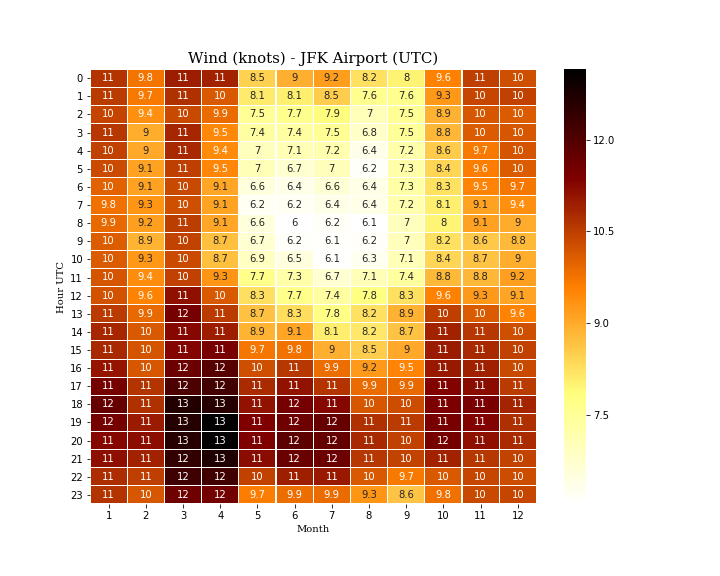 Wind (knots) - JFK Airport (UTC)
0 11 9.8 11 11 8.5 9 9.2 8.2 8 9.6 11 10
1 11 9.7 11 10 8.1 8.1 8.5 7.6 7.6 9.3 10 10
2 10 9.4 10 9.9 7.5 7.7 7.9 7 7.5 8.9 10 10
3 11 9 11 9.5 7.4 7.4 7.5 6.8 7.5 8.8 10 10
4 10 9 11 9.4 7 7.1 7.2 6.4 7.2 8.6 9.7 10
5 10 9.1 11 9.5 7 6.7 7 6.2 7.3 8.4 9.6 10
6 10 9.1 10 9.1 6.6 6.4 6.6 6.4 7.3 8.3 9.5 9.7
7 9.8 9.3 10 9.1 6.2 6.2 6.4 6.4 7.2 8.1 9.1 9.4
8 9.9 9.2 11 9.1 6.6 6 6.2 6.1 7 8 9.1 9
9 10 8.9 10 8.7 6.7 6.2 6.1 6.2 7 8.2 8.6 8.8
10 10 9.3 10 8.7 6.9 6.5 6.1 6.3 7.1 8.4 8.7 9
11 10 9.4 10 9.3 7.7 7.3 6.7 7.1 7.4 8.8 8.8 9.2
12 10 9.6 11 10 8.3 7.7 7.4 7.8 8.3 9.6 9.3 9.1
13 11 9.9 12 11 8.7 8.3 7.8 8.2 8.9 10 10 9.6
14 11 10 11 11 8.9 9.1 8.1 8.2 8.7 11 11 10
15 11 10 11 11 9.7 9.8 9 8.5 9 11 11 10
16 11 10 12 12 10 11 9.9 9.2 9.5 11 11 10
17 11 11 12 12 11 11 11 9.9 9.9 11 11 11
18 12 11 13 13 11 12 11 10 10 11 11 11
19 12 11 13 13 11 12 12 11 11 11 11 11
20 11 11 13 13 11 12 12 11 10 12 11 11
21 11 11 12 13 11 12 12 11 10 11 11 10
22 11 11 12 12 10 11 11 10 9.7 10 10 10
23 11 10 12 12 9.7 9.9 9.9 9.3 8.6 9.8 10 10
1 2 3 4 5 6 7 8 9 10 11 12
Month
Hour UTC
12.0
10.5
9.0
7.5